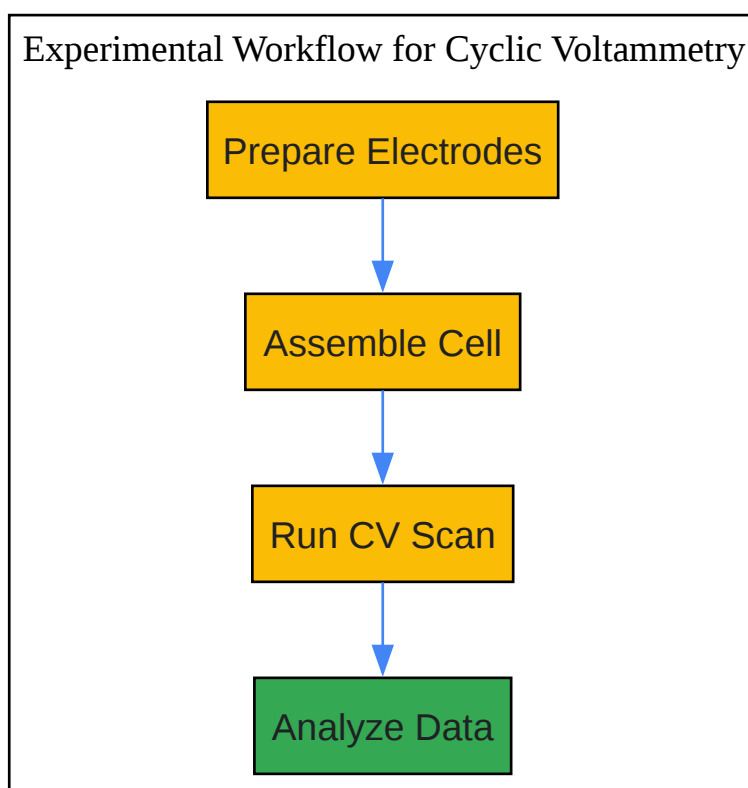 Experimental Workflow for Cyclic Voltammetry
Prepare Electrodes
Assemble Cell
Run CV Scan
Analyze Data